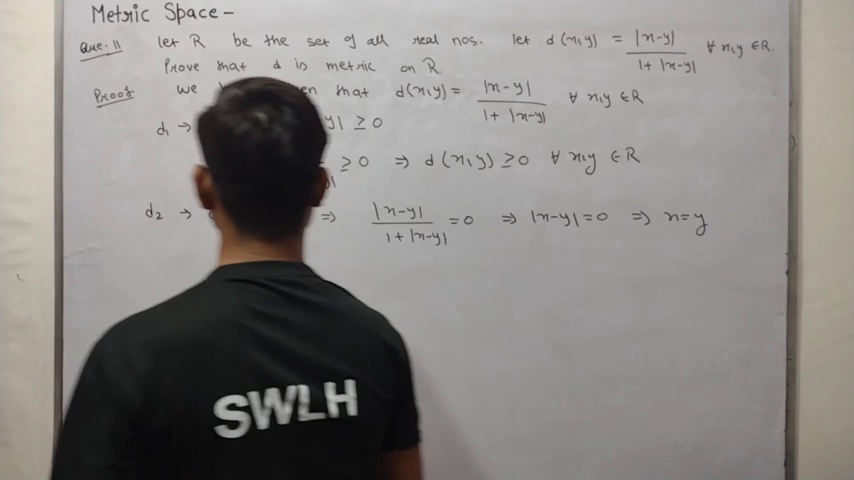 Metric Space -
Que. 11 let R be the set of all real nos. let d(x,y) = |x-y| / 1+|x-y| ∀ x,y ∈ R.
Prove that d is metric on R.
Proof we that d(x,y) = |x-y| / 1+|x-y| ∀ x,y ∈ R
d₁ → y| ≥ 0
≥ 0 ⇒ d(x,y) ≥ 0 ∀ x,y ∈ R
d₂ → ⇒ |x-y| / 1+|x-y| = 0 ⇒ |x-y| = 0 ⇒ x=y
SWLH